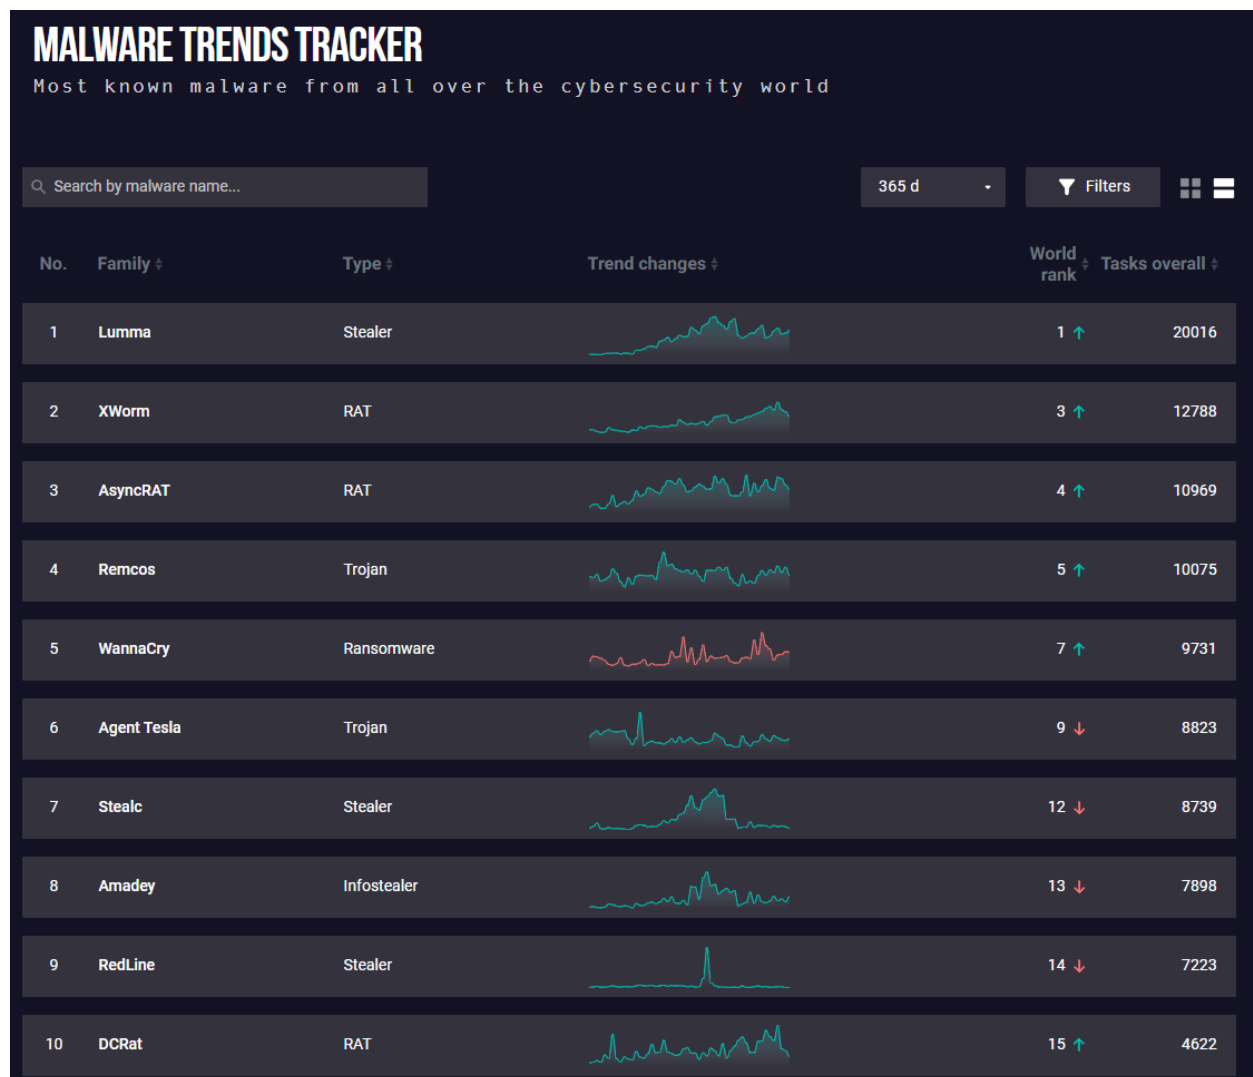 MALWARE TRENDS TRACKER
Most known malware from all over the cybersecurity world
Search by malware name...
365 d
Filters
No. Family Type Trend changes World rank Tasks overall
1 Lumma Stealer 1 ↑ 20016
2 XWorm RAT 3 ↑ 12788
3 AsyncRAT RAT 4 ↑ 10969
4 Remcos Trojan 5 ↑ 10075
5 WannaCry Ransomware 7 ↑ 9731
6 Agent Tesla Trojan 9 ↓ 8823
7 Stealc Stealer 12 ↓ 8739
8 Amadey Infostealer 13 ↓ 7898
9 RedLine Stealer 14 ↓ 7223
10 DCRat RAT 15 ↑ 4622